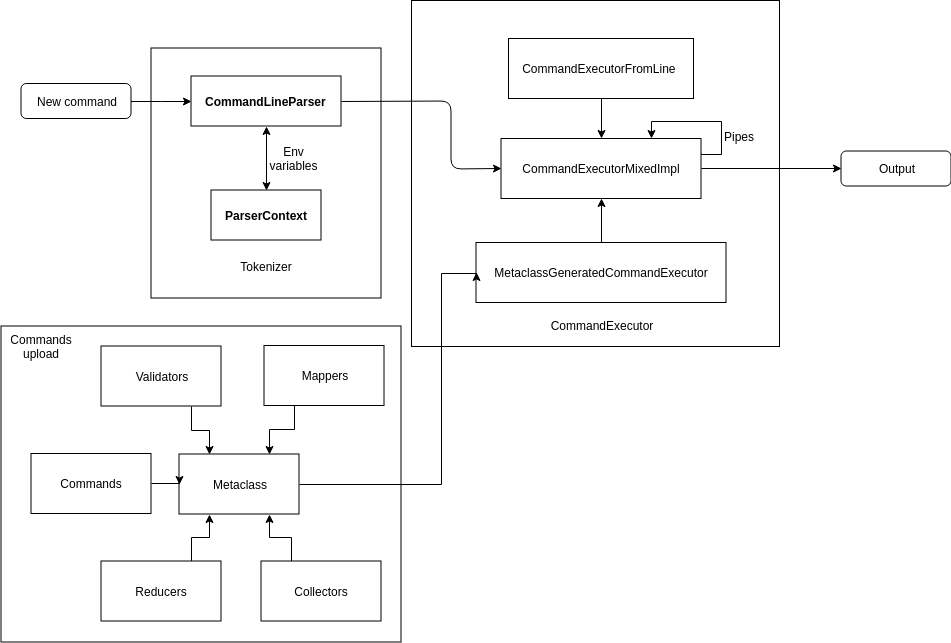 New command
CommandLineParser
Env
variables
ParserContext
Tokenizer
CommandExecutorFromLine
Pipes
CommandExecutorMixedImpl
Output
MetaclassGeneratedCommandExecutor
CommandExecutor
Commands
upload
Validators
Mappers
Commands
Metaclass
Reducers
Collectors